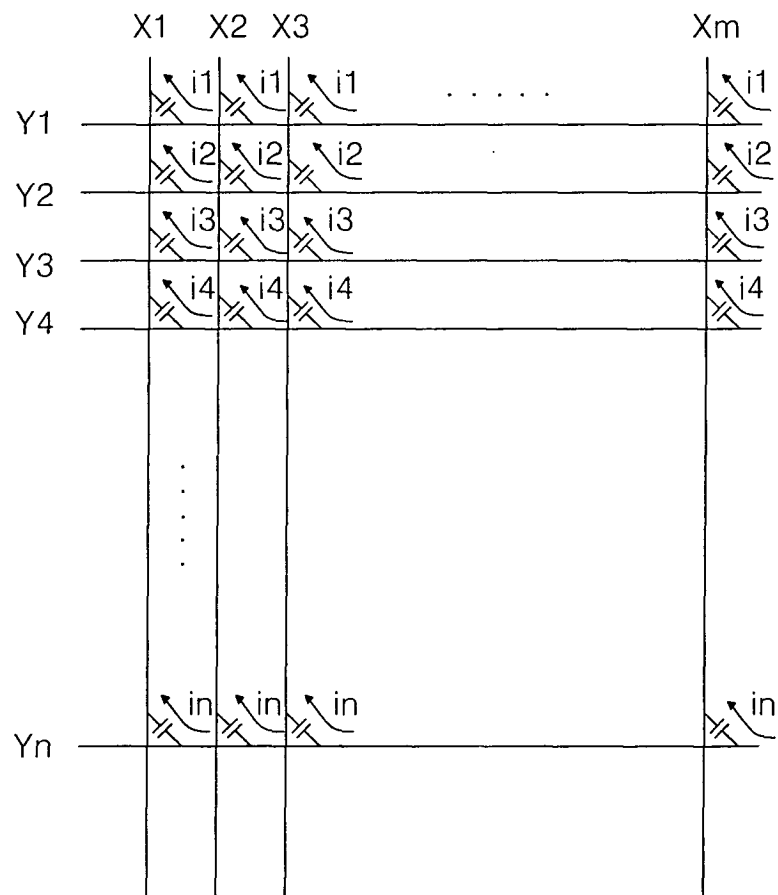 X1 X2 X3 Xm
i1 i1 i1 . . . . . i1
Y1
i2 i2 i2 i2
Y2
i3 i3 i3 i3
Y3
i4 i4 i4 i4
Y4
in in in in
Yn